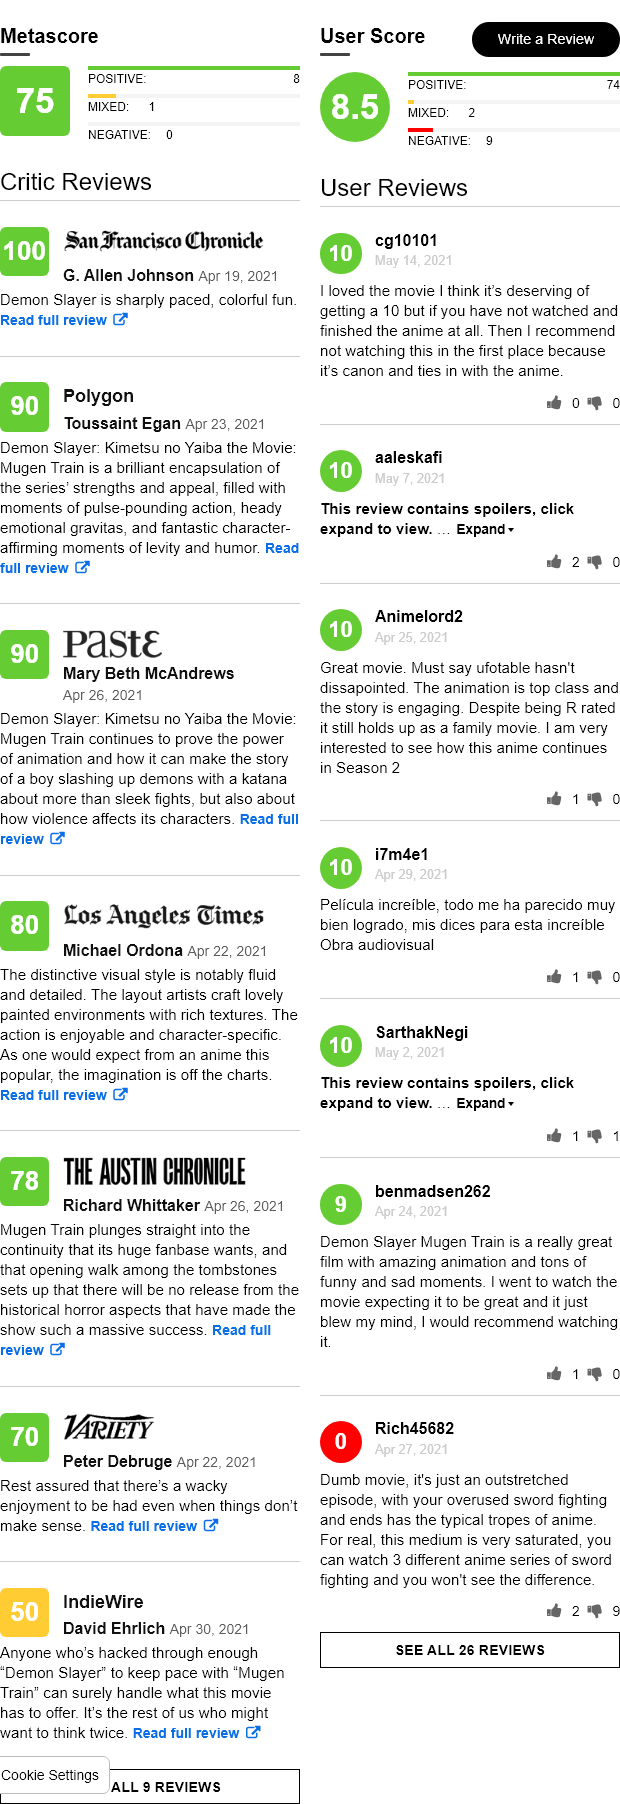 Metascore
75
POSITIVE: 8
MIXED: 1
NEGATIVE: 0
Critic Reviews
100
San Francisco Chronicle
G. Allen Johnson Apr 19, 2021
Demon Slayer is sharply paced, colorful fun.
Read full review
90
Polygon
Toussaint Egan Apr 23, 2021
Demon Slayer: Kimetsu no Yaiba the Movie:
Mugen Train is a brilliant encapsulation of
the series’ strengths and appeal, filled with
moments of pulse-pounding action, heady
emotional gravitas, and fantastic character-
affirming moments of levity and humor. Read
full review
90
Paste
Mary Beth McAndrews
Apr 26, 2021
Demon Slayer: Kimetsu no Yaiba the Movie:
Mugen Train continues to prove the power
of animation and how it can make the story
of a boy slashing up demons with a katana
about more than sleek fights, but also about
how violence affects its characters. Read full
review
80
Los Angeles Times
Michael Ordona Apr 22, 2021
The distinctive visual style is notably fluid
and detailed. The layout artists craft lovely
painted environments with rich textures. The
action is enjoyable and character-specific.
As one would expect from an anime this
popular, the imagination is off the charts.
Read full review
78
THE AUSTIN CHRONICLE
Richard Whittaker Apr 26, 2021
Mugen Train plunges straight into the
continuity that its huge fanbase wants, and
that opening walk among the tombstones
sets up that there will be no release from the
historical horror aspects that have made the
show such a massive success. Read full
review
70
VARIETY
Peter Debruge Apr 22, 2021
Rest assured that there’s a wacky
enjoyment to be had even when things don’t
make sense. Read full review
50
IndieWire
David Ehrlich Apr 30, 2021
Anyone who’s hacked through enough
“Demon Slayer” to keep pace with “Mugen
Train” can surely handle what this movie
has to offer. It’s the rest of us who might
want to think twice. Read full review
Cookie Settings
ALL 9 REVIEWS
User Score
Write a Review
8.5
POSITIVE: 74
MIXED: 2
NEGATIVE: 9
User Reviews
10
cg10101
May 14, 2021
I loved the movie I think it’s deserving of
getting a 10 but if you have not watched and
finished the anime at all. Then I recommend
not watching this in the first place because
it’s canon and ties in with the anime.
0 0
10
aaleskafi
May 7, 2021
This review contains spoilers, click
expand to view. … Expand
2 0
10
Animelord2
Apr 25, 2021
Great movie. Must say ufotable hasn't
dissapointed. The animation is top class and
the story is engaging. Despite being R rated
it still holds up as a family movie. I am very
interested to see how this anime continues
in Season 2
1 0
10
i7m4e1
Apr 29, 2021
Película increíble, todo me ha parecido muy
bien logrado, mis dices para esta increíble
Obra audiovisual
1 0
10
SarthakNegi
May 2, 2021
This review contains spoilers, click
expand to view. … Expand
1 1
9
benmadsen262
Apr 24, 2021
Demon Slayer Mugen Train is a really great
film with amazing animation and tons of
funny and sad moments. I went to watch the
movie expecting it to be great and it just
blew my mind, I would recommend watching
it.
1 0
0
Rich45682
Apr 27, 2021
Dumb movie, it's just an outstretched
episode, with your overused sword fighting
and ends has the typical tropes of anime.
For real, this medium is very saturated, you
can watch 3 different anime series of sword
fighting and you won't see the difference.
2 9
SEE ALL 26 REVIEWS